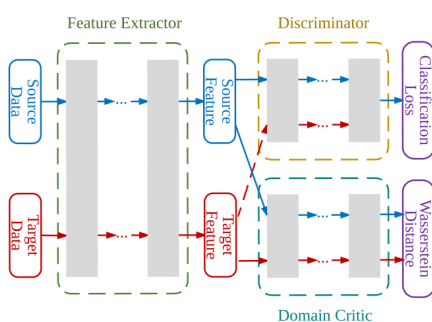 Feature Extractor
Discriminator
Source
Data
...
Source
Feature
...
Classification
Loss
...
Target
Data
...
Target
Feature
...
Wasserstein
Distance
...
Domain Critic